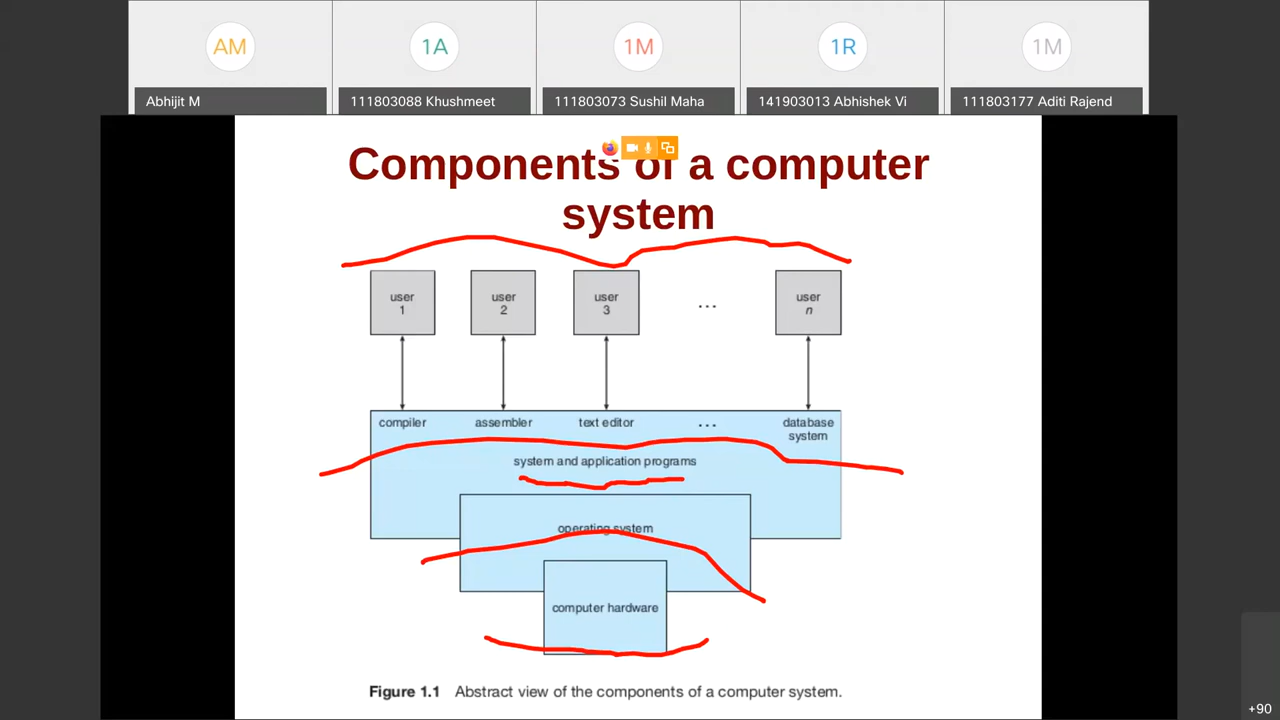 AM
1A
1M
1R
1M
Abhijit M
111803088 Khushmeet
111803073 Sushil Maha
141903013 Abhishek Vi
111803177 Aditi Rajend
Components of a computer
system
user
1
user
2
user
3
...
user
n
compiler
assembler
text editor
...
database
system
system and application programs
operating system
computer hardware
Figure 1.1 Abstract view of the components of a computer system.
+90